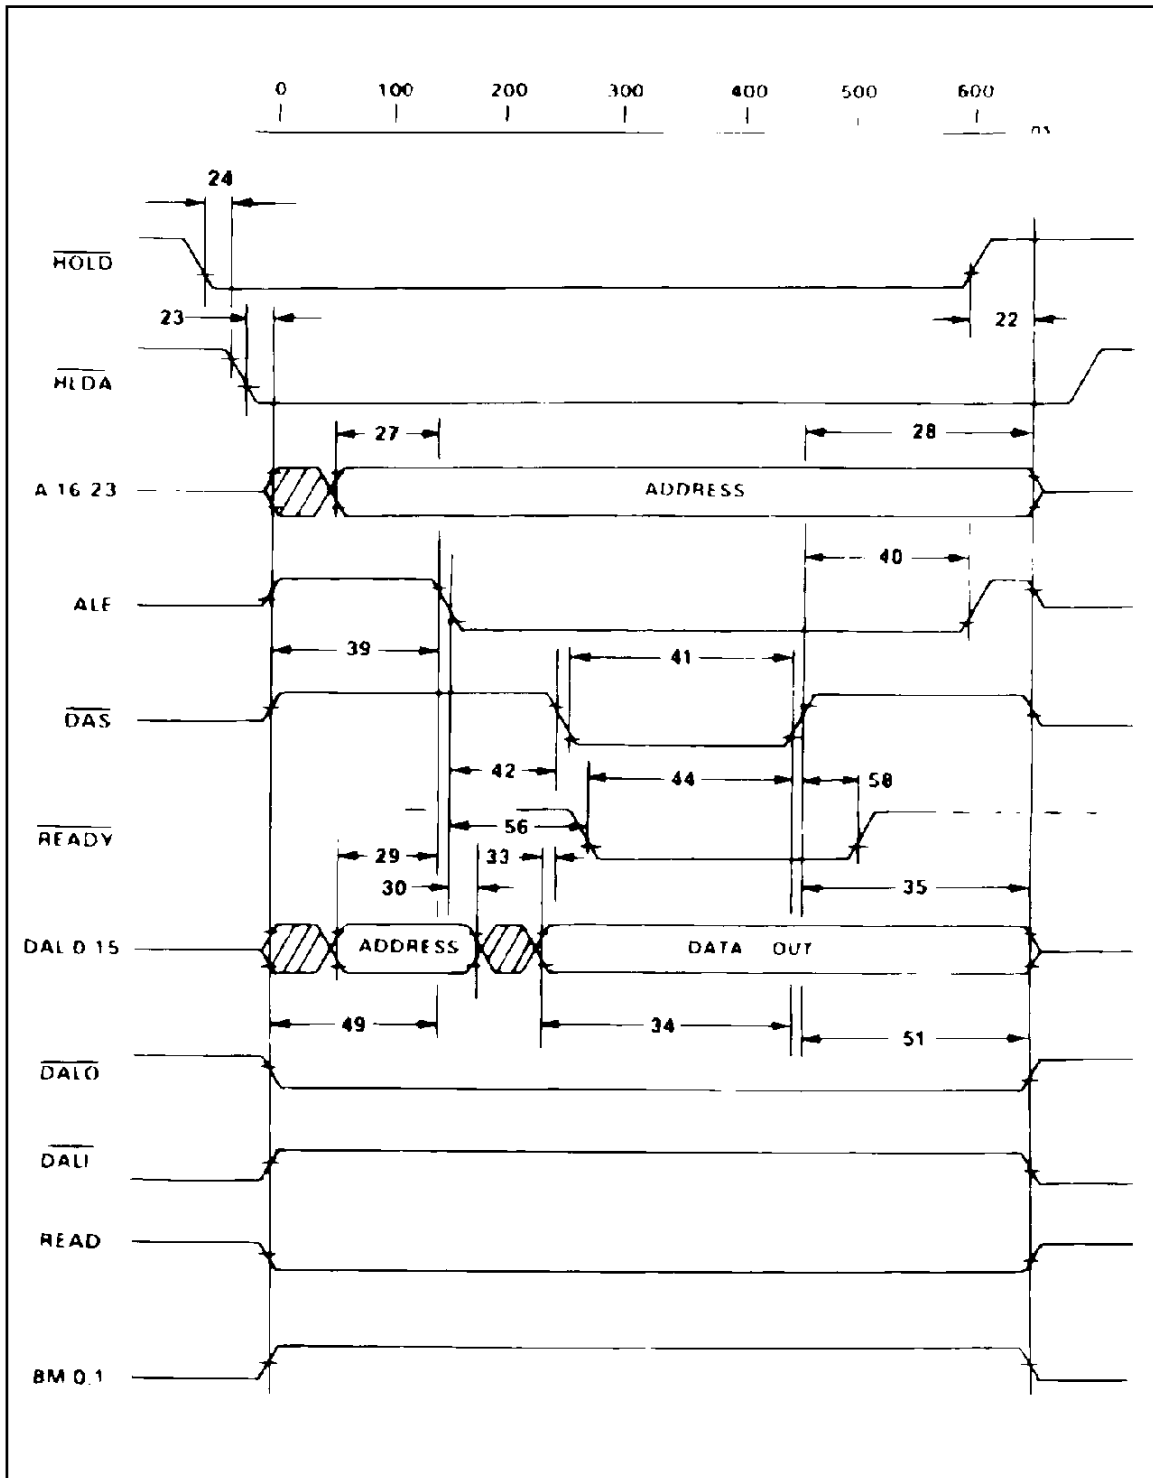 0 100 200 300 400 500 600
ns
24
HOLD
23 22
HLDA
27 28
A 16 23 ADDRESS
40
ALE
39 41
DAS
42 44 58
56
READY
29 33
30 35
DAL 0 15 ADDRESS DATA OUT
49 34 51
DALO
DALI
READ
BM 0,1